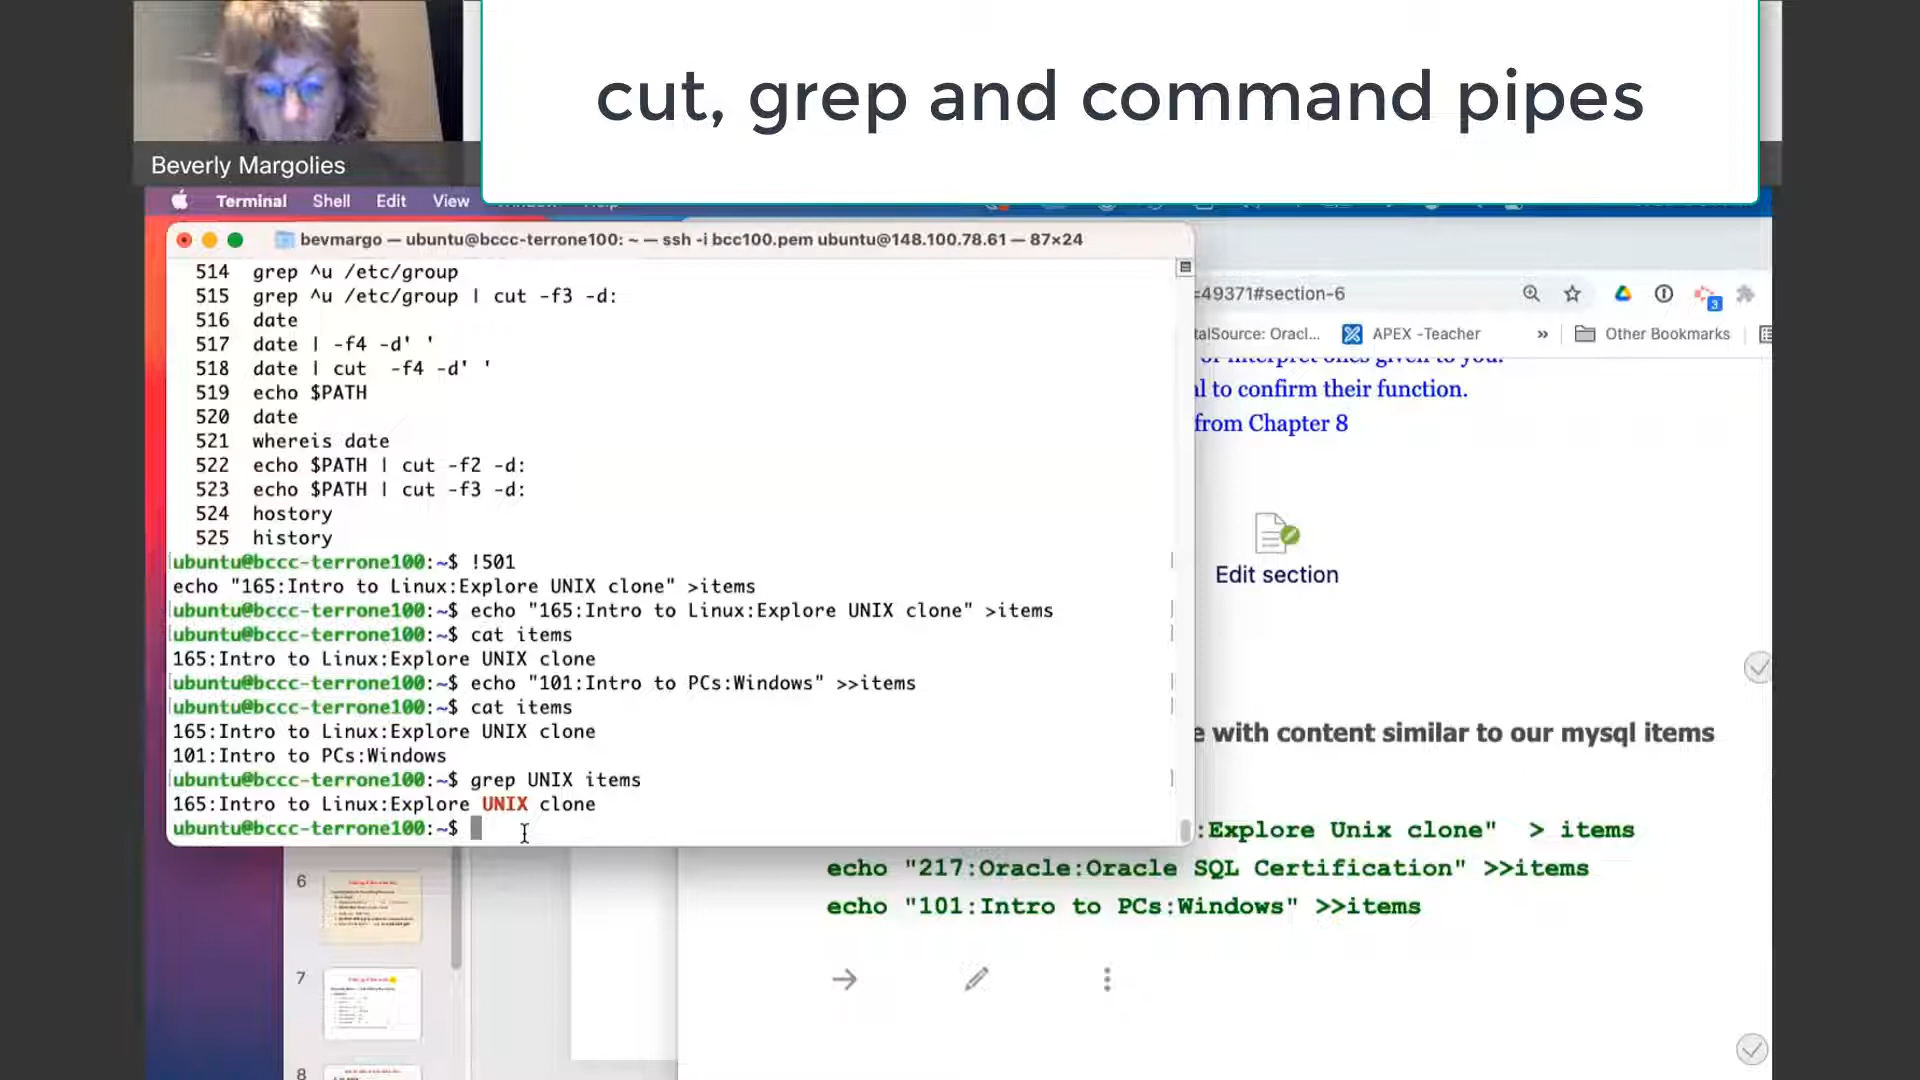 cut, grep and command pipes
Beverly Margolies
Terminal Shell Edit View
bevmargo — ubuntu@bccc-terrone100: ~ — ssh -i bcc100.pem ubuntu@148.100.78.61 — 87×24
514 grep ^u /etc/group
515 grep ^u /etc/group | cut -f3 -d:
516 date
517 date | -f4 -d' '
518 date | cut -f4 -d' '
519 echo $PATH
520 date
521 whereis date
522 echo $PATH | cut -f2 -d:
523 echo $PATH | cut -f3 -d:
524 hostory
525 history
ubuntu@bccc-terrone100:~$ !501
echo "165:Intro to Linux:Explore UNIX clone" >items
ubuntu@bccc-terrone100:~$ echo "165:Intro to Linux:Explore UNIX clone" >items
ubuntu@bccc-terrone100:~$ cat items
165:Intro to Linux:Explore UNIX clone
ubuntu@bccc-terrone100:~$ echo "101:Intro to PCs:Windows" >>items
ubuntu@bccc-terrone100:~$ cat items
165:Intro to Linux:Explore UNIX clone
101:Intro to PCs:Windows
ubuntu@bccc-terrone100:~$ grep UNIX items
165:Intro to Linux:Explore UNIX clone
ubuntu@bccc-terrone100:~$
=49371#section-6
3
talSource: Oracl... APEX -Teacher » Other Bookmarks
or interpret ones given to you.
al to confirm their function.
from Chapter 8
Edit section
e with content similar to our mysql items
:Explore Unix clone" > items
echo "217:Oracle:Oracle SQL Certification" >>items
echo "101:Intro to PCs:Windows" >>items
6
7
8